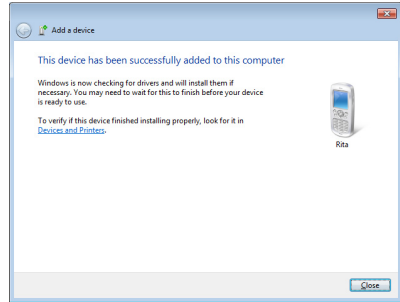 Add a device
This device has been successfully added to this computer
Windows is now checking for drivers and will install them if
necessary. You may need to wait for this to finish before your device
is ready to use.
To verify if this device finished installing properly, look for it in
Devices and Printers.
Rita
Close